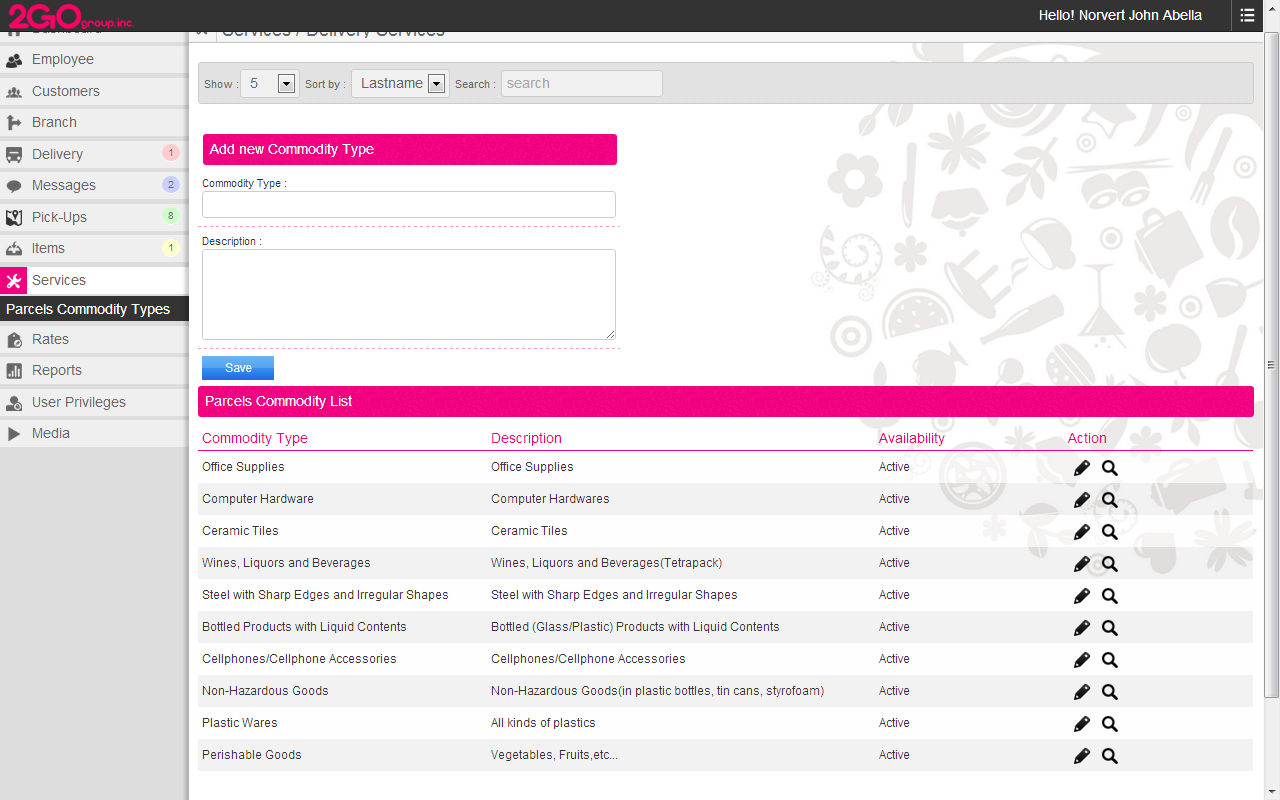 2GO group.inc.
Hello! Norvert John Abella
Dashboard
Services / Delivery Services
Employee
Customers
Branch
Delivery 1
Messages 2
Pick-Ups 8
Items 1
Services
Parcels Commodity Types
Rates
Reports
User Privileges
Media
Show : 5 Sort by : Lastname Search : search
Add new Commodity Type
Commodity Type :
Description :
Save
Parcels Commodity List
Commodity Type Description Availability Action
Office Supplies Office Supplies Active
Computer Hardware Computer Hardwares Active
Ceramic Tiles Ceramic Tiles Active
Wines, Liquors and Beverages Wines, Liquors and Beverages(Tetrapack) Active
Steel with Sharp Edges and Irregular Shapes Steel with Sharp Edges and Irregular Shapes Active
Bottled Products with Liquid Contents Bottled (Glass/Plastic) Products with Liquid Contents Active
Cellphones/Cellphone Accessories Cellphones/Cellphone Accessories Active
Non-Hazardous Goods Non-Hazardous Goods(in plastic bottles, tin cans, styrofoam) Active
Plastic Wares All kinds of plastics Active
Perishable Goods Vegetables, Fruits,etc... Active